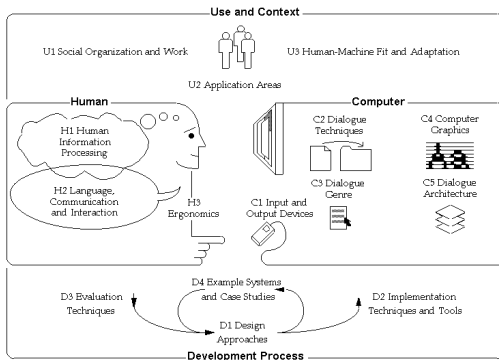 Use and Context
U1 Social Organization and Work
U3 Human-Machine Fit and Adaptation
U2 Application Areas
Human
H1 Human
Information
Processing
H2 Language,
Communication
and Interaction
H3
Ergonomics
Computer
C2 Dialogue
Techniques
C4 Computer
Graphics
C3 Dialogue
Genre
C1 Input and
Output Devices
C5 Dialogue
Architecture
D3 Evaluation
Techniques
D4 Example Systems
and Case Studies
D2 Implementation
Techniques and Tools
D1 Design
Approaches
Development Process